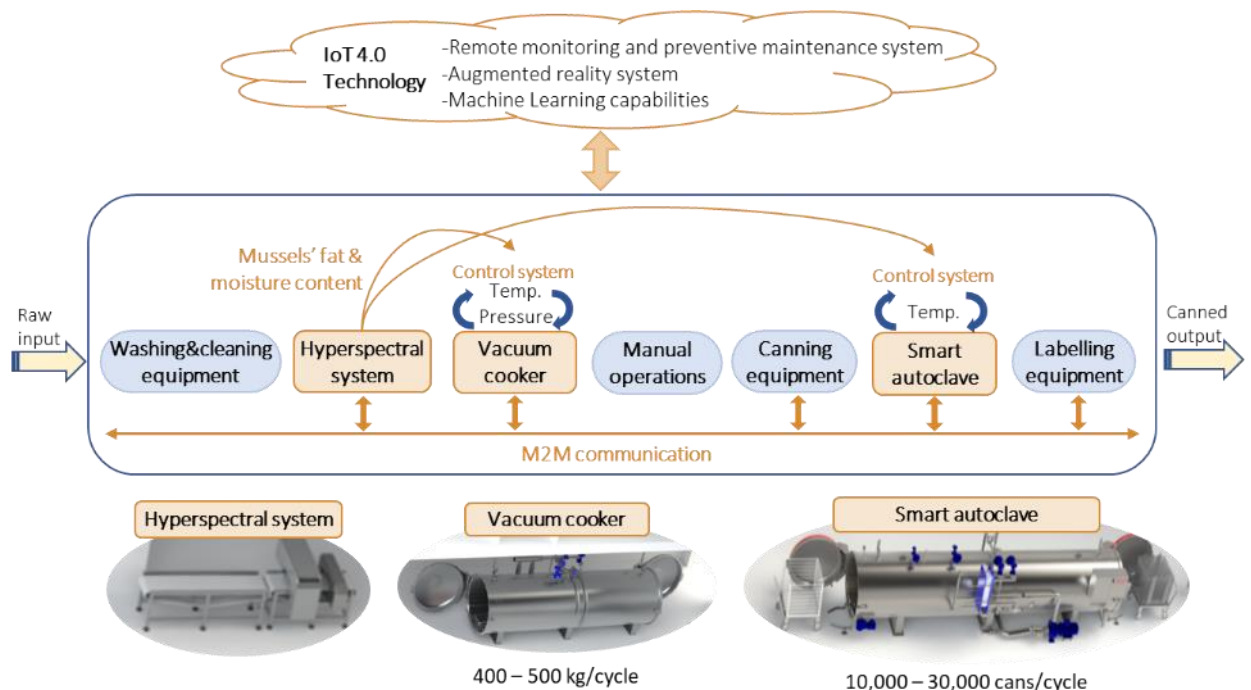 IoT 4.0
Technology
-Remote monitoring and preventive maintenance system
-Augmented reality system
-Machine Learning capabilities
Mussels' fat &
moisture content
Control system
Temp.
Pressure
Control system
Temp.
Raw
input
Washing&cleaning
equipment
Hyperspectral
system
Vacuum
cooker
Manual
operations
Canning
equipment
Smart
autoclave
Labelling
equipment
Canned
output
M2M communication
Hyperspectral system
Vacuum cooker
Smart autoclave
400 – 500 kg/cycle
10,000 – 30,000 cans/cycle